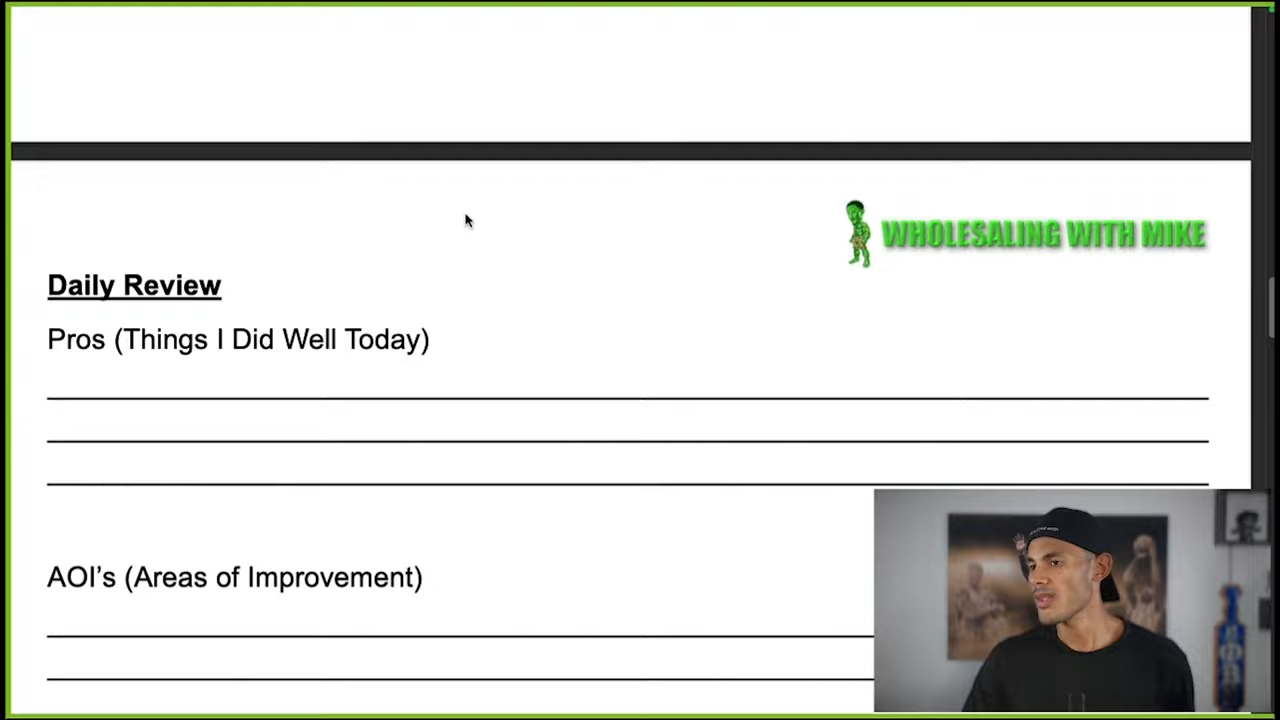 WHOLESALING WITH MIKE
Daily Review
Pros (Things I Did Well Today)
AOI's (Areas of Improvement)